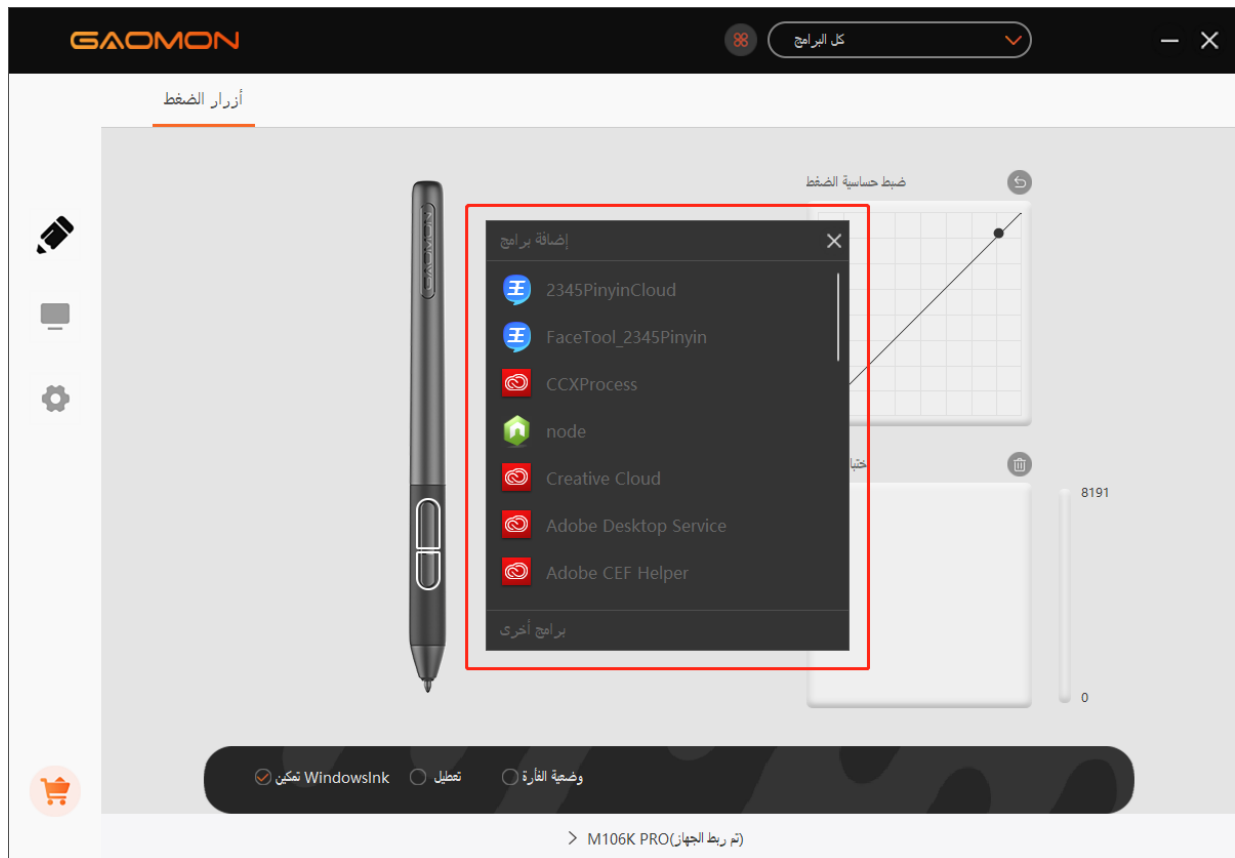 GAOMON
كل البرامج
أزرار الضغط
ضبط حساسية الضغط
GAOMON
إضافة برامج
2345PinyinCloud
FaceTool_2345Pinyin
CCXProcess
node
Creative Cloud
Adobe Desktop Service
Adobe CEF Helper
برامج أخرى
8191
0
تمكين WindowsInk
تعطيل
وضعية الفأرة
M106K PRO(تم ربط الجهاز)